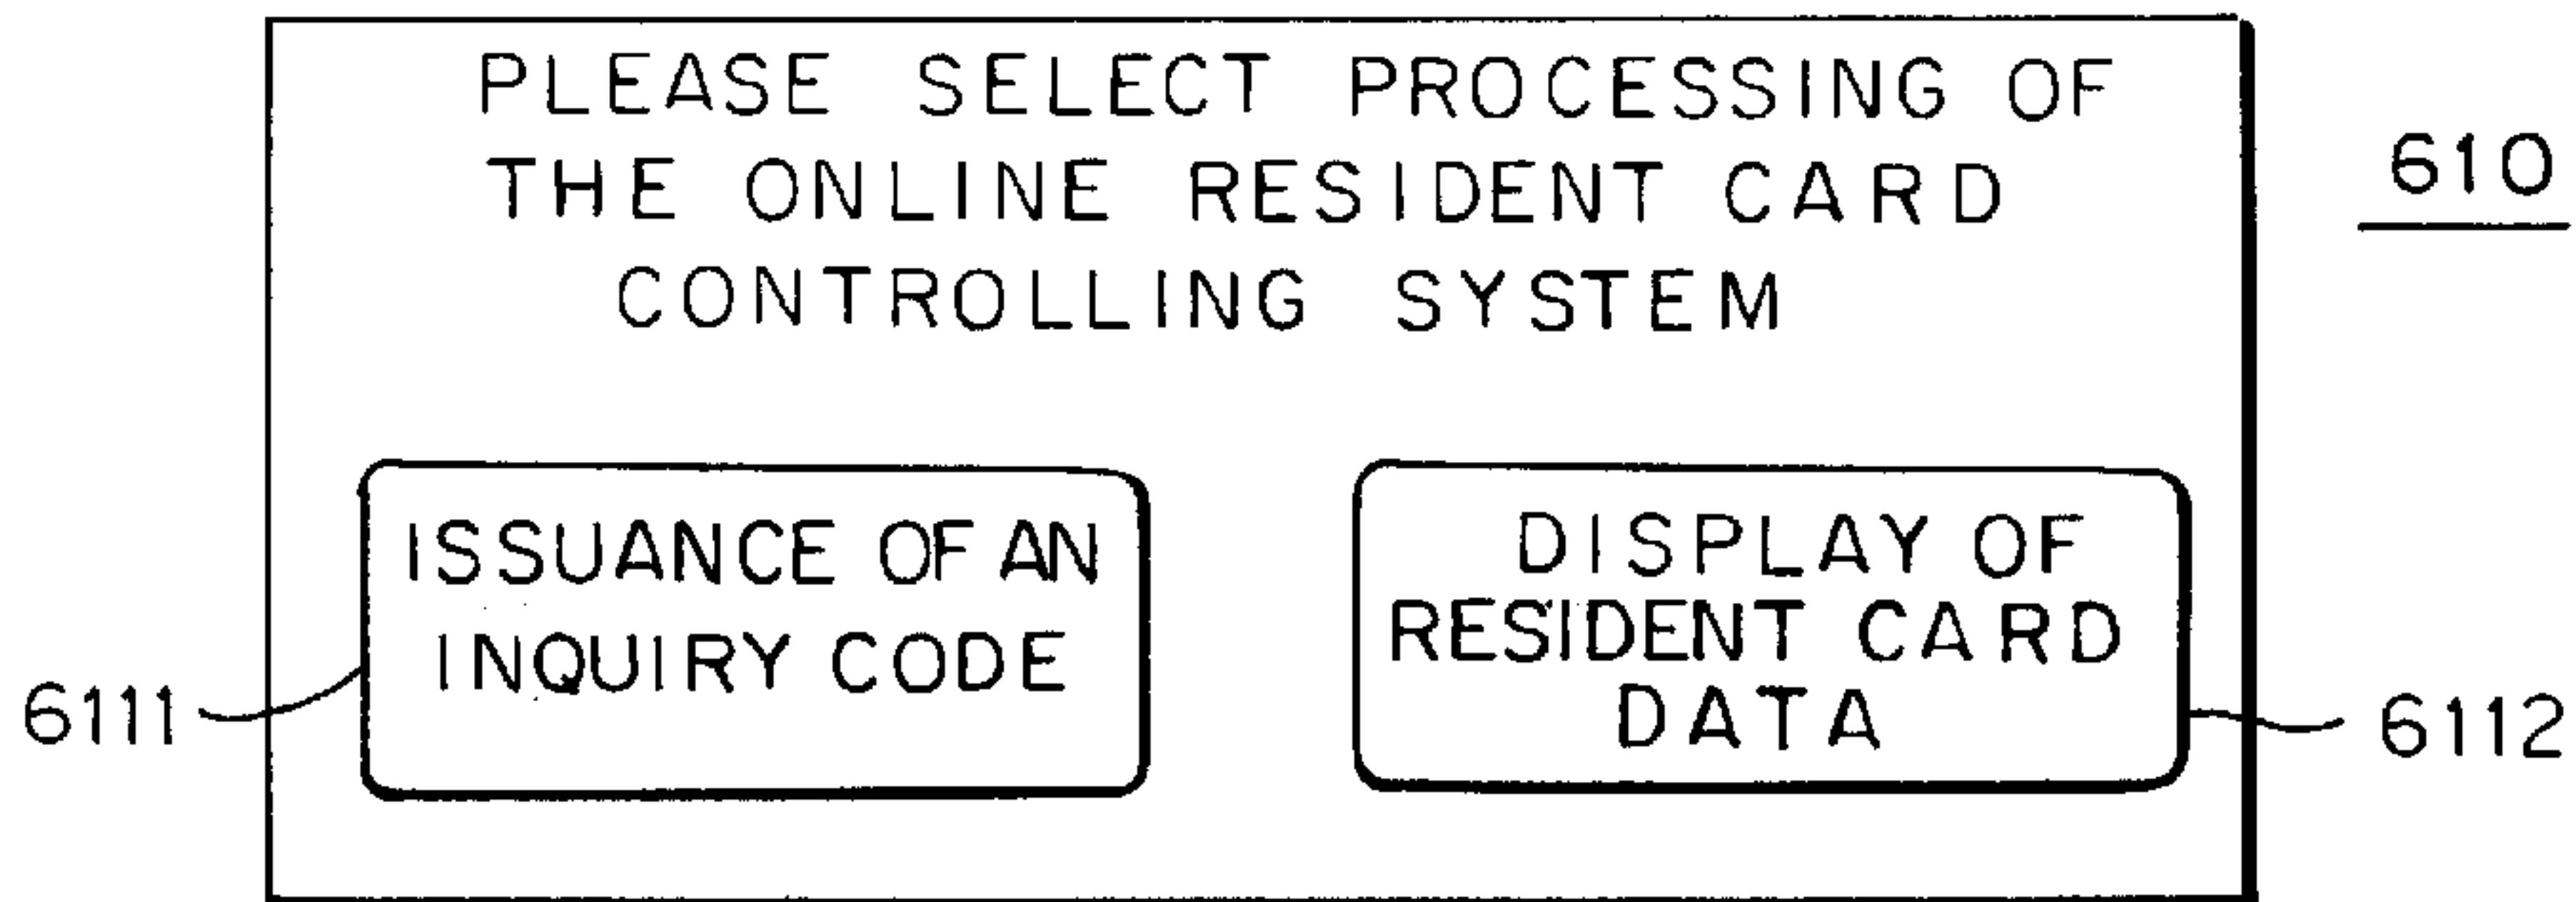 PLEASE SELECT PROCESSING OF
THE ONLINE RESIDENT CARD
CONTROLLING SYSTEM
610
ISSUANCE OF AN
INQUIRY CODE
6111
DISPLAY OF
RESIDENT CARD
DATA
6112